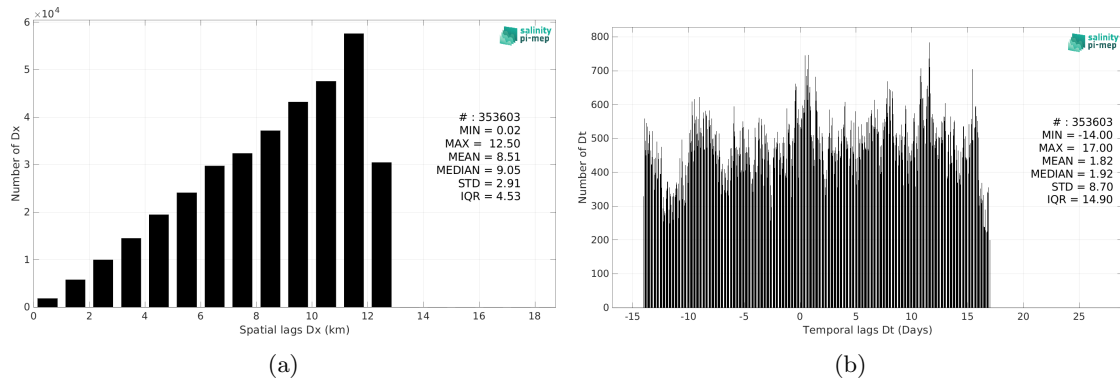 ×10⁴
6
5
4
3
2
1
0
Number of Dx
0 2 4 6 8 10 12 14 16 18
Spatial lags Dx (km)
salinity
pi-mep
# : 353603
MIN = 0.02
MAX = 12.50
MEAN = 8.51
MEDIAN = 9.05
STD = 2.91
IQR = 4.53
(a)
800
700
600
500
400
300
200
100
0
Number of Dt
-15 -10 -5 0 5 10 15 20 25
Temporal lags Dt (Days)
salinity
pi-mep
# : 353603
MIN = -14.00
MAX = 17.00
MEAN = 1.82
MEDIAN = 1.92
STD = 8.70
IQR = 14.90
(b)